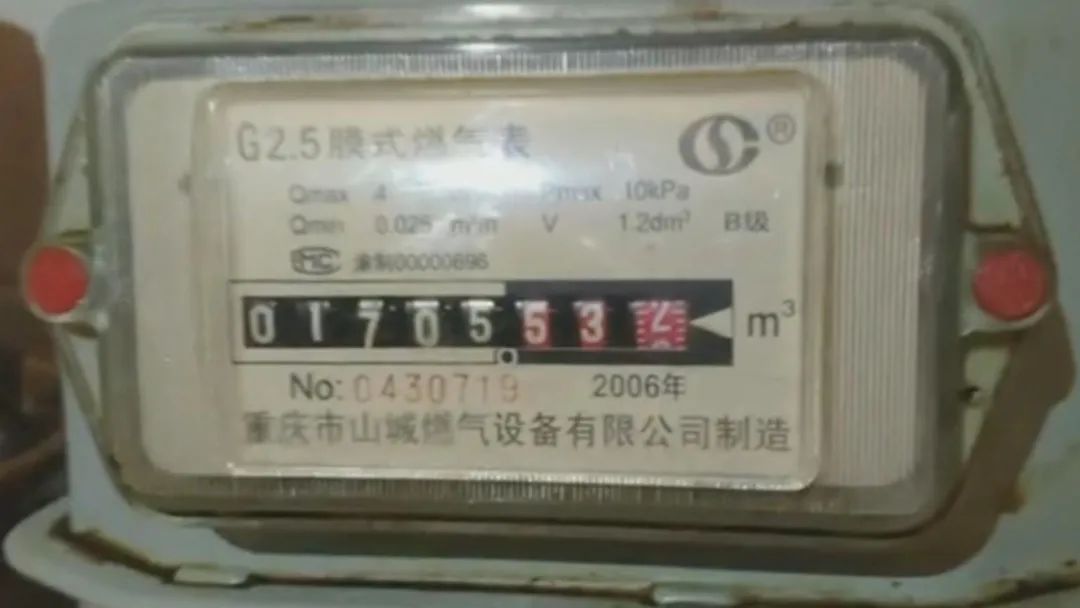 G2.5膜式燃气表 ®
Qmax 4 Pmax 10kPa
Qmin 0.025 m³/h V 1.2dm³ B级
MC 渝制00000696
01705532 m³
No: 0430719 2006年
重庆市山城燃气设备有限公司制造